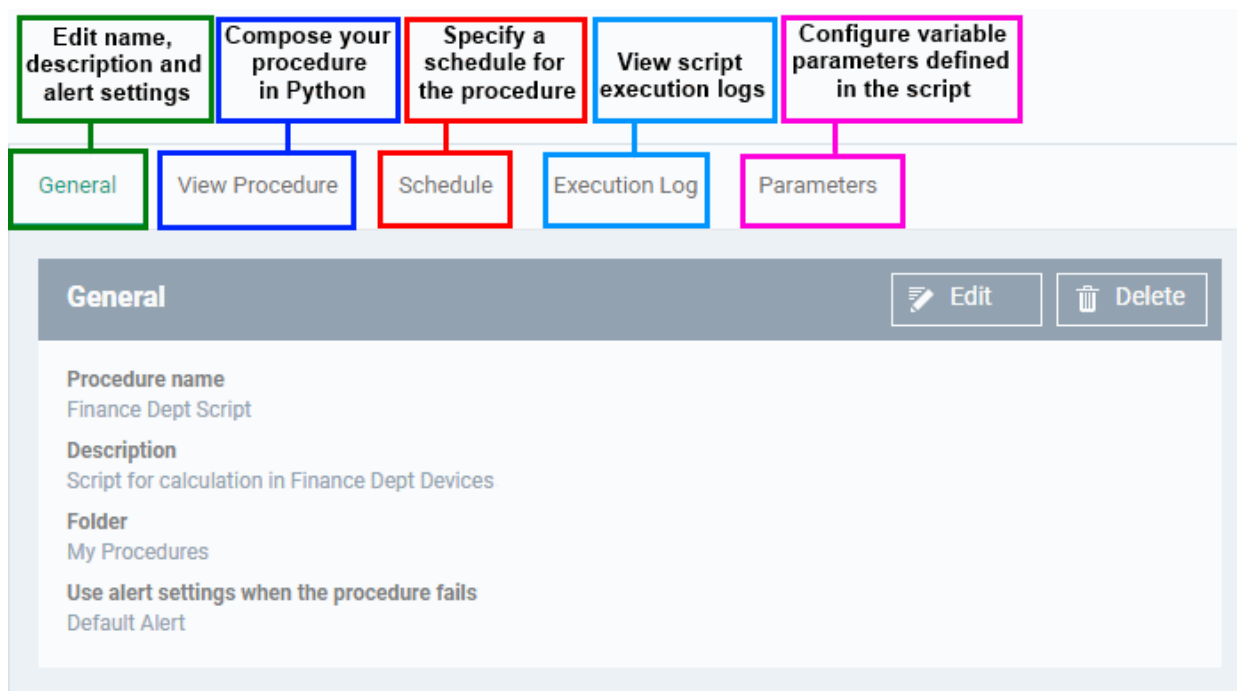 Edit name,
description and
alert settings
Compose your
procedure
in Python
Specify a
schedule for
the procedure
View script
execution logs
Configure variable
parameters defined
in the script
General
View Procedure
Schedule
Execution Log
Parameters
General
Edit
Delete
Procedure name
Finance Dept Script
Description
Script for calculation in Finance Dept Devices
Folder
My Procedures
Use alert settings when the procedure fails
Default Alert